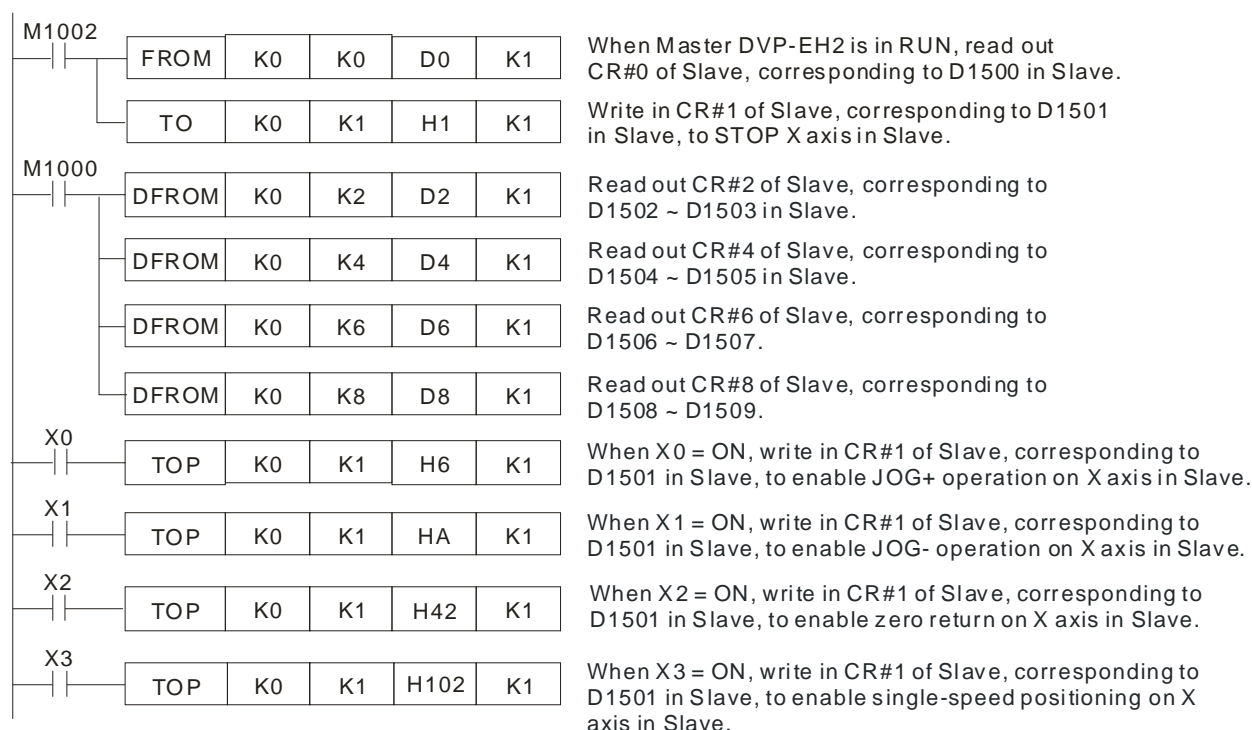 M1002
FROM K0 K0 D0 K1
When Master DVP-EH2 is in RUN, read out
CR#0 of Slave, corresponding to D1500 in Slave.
TO K0 K1 H1 K1
Write in CR#1 of Slave, corresponding to D1501
in Slave, to STOP X axis in Slave.
M1000
DFROM K0 K2 D2 K1
Read out CR#2 of Slave, corresponding to
D1502 ~ D1503 in Slave.
DFROM K0 K4 D4 K1
Read out CR#4 of Slave, corresponding to
D1504 ~ D1505 in Slave.
DFROM K0 K6 D6 K1
Read out CR#6 of Slave, corresponding to
D1506 ~ D1507.
DFROM K0 K8 D8 K1
Read out CR#8 of Slave, corresponding to
D1508 ~ D1509.
X0
TOP K0 K1 H6 K1
When X0 = ON, write in CR#1 of Slave, corresponding to
D1501 in Slave, to enable JOG+ operation on X axis in Slave.
X1
TOP K0 K1 HA K1
When X1 = ON, write in CR#1 of Slave, corresponding to
D1501 in Slave, to enable JOG- operation on X axis in Slave.
X2
TOP K0 K1 H42 K1
When X2 = ON, write in CR#1 of Slave, corresponding to
D1501 in Slave, to enable zero return on X axis in Slave.
X3
TOP K0 K1 H102 K1
When X3 = ON, write in CR#1 of Slave, corresponding to
D1501 in Slave, to enable single-speed positioning on X
axis in Slave.